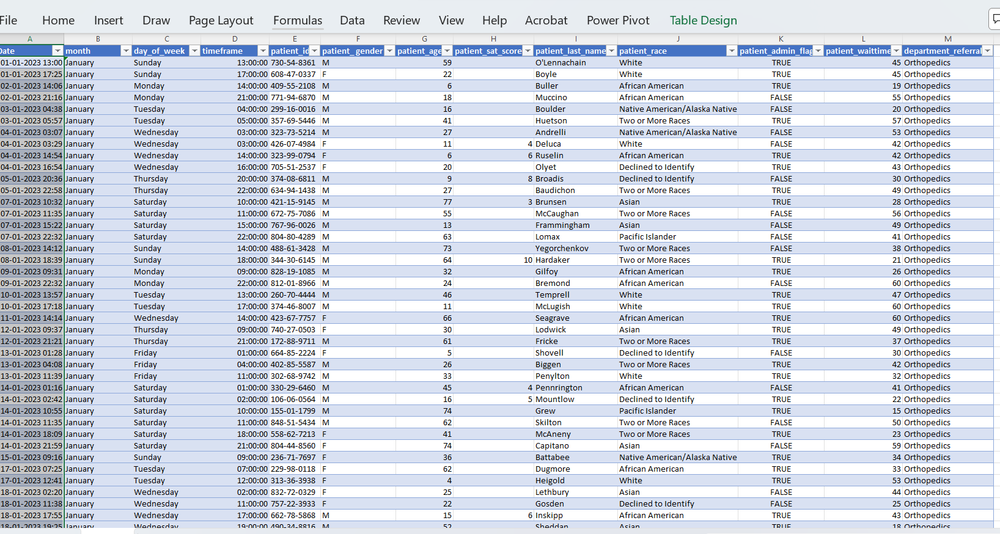 File Home Insert Draw Page Layout Formulas Data Review View Help Acrobat Power Pivot Table Design
A B C D E F G H I J K L M
Date month day_of_week timeframe patient_id patient_gender patient_age patient_sat_score patient_last_name patient_race patient_admin_flag patient_waittime department_referral
01-01-2023 13:00 January Sunday 13:00:00 730-54-8361 M 59 O'Lennachain White TRUE 45 Orthopedics
01-01-2023 17:25 January Sunday 17:00:00 608-47-0337 F 22 Boyle White TRUE 45 Orthopedics
02-01-2023 14:06 January Monday 14:00:00 409-55-2108 M 6 Buller African American TRUE 19 Orthopedics
02-01-2023 21:16 January Monday 21:00:00 771-94-6870 M 18 Muccino African American FALSE 55 Orthopedics
03-01-2023 04:38 January Tuesday 04:00:00 299-16-0016 M 16 Boulder Native American/Alaska Native FALSE 20 Orthopedics
03-01-2023 05:57 January Tuesday 05:00:00 357-69-5446 M 41 Huetson Two or More Races TRUE 57 Orthopedics
04-01-2023 03:07 January Wednesday 03:00:00 323-73-5214 M 27 Andrelli Native American/Alaska Native FALSE 53 Orthopedics
04-01-2023 03:29 January Wednesday 03:00:00 426-07-4984 F 11 4 Deluca White FALSE 42 Orthopedics
04-01-2023 14:54 January Wednesday 14:00:00 323-99-0794 F 6 6 Ruselin African American TRUE 42 Orthopedics
04-01-2023 16:54 January Wednesday 16:00:00 705-51-2537 F 20 Olyet Declined to Identify TRUE 43 Orthopedics
05-01-2023 20:36 January Thursday 20:00:00 374-08-6811 M 9 8 Broadis Declined to Identify FALSE 30 Orthopedics
05-01-2023 22:58 January Thursday 22:00:00 634-94-1438 M 27 Baudichon Two or More Races TRUE 49 Orthopedics
07-01-2023 10:32 January Saturday 10:00:00 421-15-9145 M 77 3 Brunsen Asian TRUE 28 Orthopedics
07-01-2023 11:35 January Saturday 11:00:00 672-75-7086 M 55 McCaughan Two or More Races FALSE 56 Orthopedics
07-01-2023 15:22 January Saturday 15:00:00 767-96-0026 M 13 Frammingham Asian FALSE 49 Orthopedics
07-01-2023 22:32 January Saturday 22:00:00 804-80-4289 M 63 Lomax Pacific Islander FALSE 41 Orthopedics
08-01-2023 14:12 January Sunday 14:00:00 488-61-3428 M 73 Yegorchenkov Two or More Races FALSE 38 Orthopedics
08-01-2023 18:39 January Sunday 18:00:00 344-30-6145 M 64 10 Hardaker Two or More Races TRUE 21 Orthopedics
09-01-2023 09:31 January Monday 09:00:00 828-19-1085 M 32 Gilfoy African American TRUE 26 Orthopedics
09-01-2023 22:32 January Monday 22:00:00 812-01-8966 M 24 Bremond African American FALSE 60 Orthopedics
10-01-2023 13:57 January Tuesday 13:00:00 260-70-4444 M 46 Temprell White TRUE 47 Orthopedics
10-01-2023 17:18 January Tuesday 17:00:00 374-46-8007 M 11 McLugish White TRUE 60 Orthopedics
11-01-2023 14:14 January Wednesday 14:00:00 423-67-7757 F 66 Seagrave African American TRUE 60 Orthopedics
12-01-2023 09:37 January Thursday 09:00:00 740-27-0503 F 30 Lodwick Asian TRUE 49 Orthopedics
12-01-2023 21:21 January Thursday 21:00:00 172-88-9711 M 61 Fricke Two or More Races TRUE 37 Orthopedics
13-01-2023 01:28 January Friday 01:00:00 664-85-2224 F 5 Shovell Declined to Identify FALSE 30 Orthopedics
13-01-2023 04:08 January Friday 04:00:00 402-85-5587 M 26 Biggen Two or More Races TRUE 42 Orthopedics
13-01-2023 11:39 January Friday 11:00:00 302-68-9742 M 33 Penylton White TRUE 32 Orthopedics
14-01-2023 01:16 January Saturday 01:00:00 330-29-6460 M 45 4 Pennrington African American FALSE 41 Orthopedics
14-01-2023 02:42 January Saturday 02:00:00 106-06-0564 M 16 5 Mountlow Declined to Identify TRUE 22 Orthopedics
14-01-2023 10:55 January Saturday 10:00:00 155-01-1799 M 74 Grew Pacific Islander TRUE 15 Orthopedics
14-01-2023 11:35 January Saturday 11:00:00 848-51-5434 M 62 Skilton Two or More Races FALSE 50 Orthopedics
14-01-2023 18:09 January Saturday 18:00:00 558-62-7213 F 41 McAneny Two or More Races TRUE 23 Orthopedics
14-01-2023 21:59 January Saturday 21:00:00 804-44-8560 F 74 Capitano Asian FALSE 59 Orthopedics
15-01-2023 09:16 January Sunday 09:00:00 236-71-7697 F 36 Battabee Native American/Alaska Native TRUE 34 Orthopedics
17-01-2023 07:25 January Tuesday 07:00:00 229-98-0118 F 62 Dugmore African American TRUE 33 Orthopedics
17-01-2023 12:41 January Tuesday 12:00:00 313-36-3938 F 4 Heigold White TRUE 53 Orthopedics
18-01-2023 02:20 January Wednesday 02:00:00 832-72-0329 F 25 Lethbury Asian FALSE 44 Orthopedics
18-01-2023 11:38 January Wednesday 11:00:00 757-22-3933 F 22 Gosden Declined to Identify FALSE 25 Orthopedics
18-01-2023 17:55 January Wednesday 17:00:00 662-78-5868 M 15 6 Inskipp African American TRUE 43 Orthopedics
18-01-2023 19:25 January Wednesday 19:00:00 490-34-8816 M 52 Sheddan Asian TRUE 18 Orthopedics